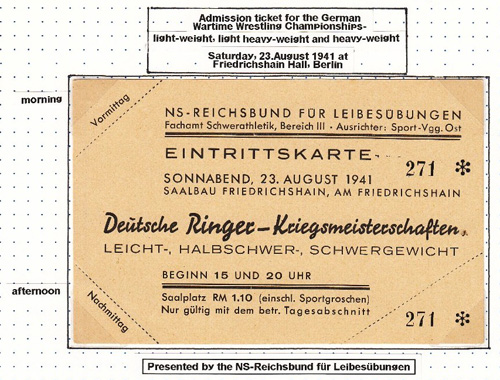 Admission ticket for the German
Wartime Wrestling Championships-
light-weight, light heavy-weight and heavy-weight
Saturday, 23.August 1941 at
Friedrichshain Hall, Berlin
morning
Vormittag
NS-REICHSBUND FÜR LEIBESÜBUNGEN
Fachamt Schwerathletik, Bereich III · Ausrichter: Sport-Vgg. Ost
EINTRITTSKARTE
271 *
SONNABEND, 23. AUGUST 1941
SAALBAU FRIEDRICHSHAIN, AM FRIEDRICHSHAIN
Deutsche Ringer-Kriegsmeisterschaften
LEICHT-, HALBSCHWER-, SCHWERGEWICHT
BEGINN 15 UND 20 UHR
afternoon
Nachmittag
Saalplatz RM 1.10 (einschl. Sportgroschen)
Nur gültig mit dem betr. Tagesabschnitt
271 *
Presented by the NS-Reichsbund für Leibesübungen